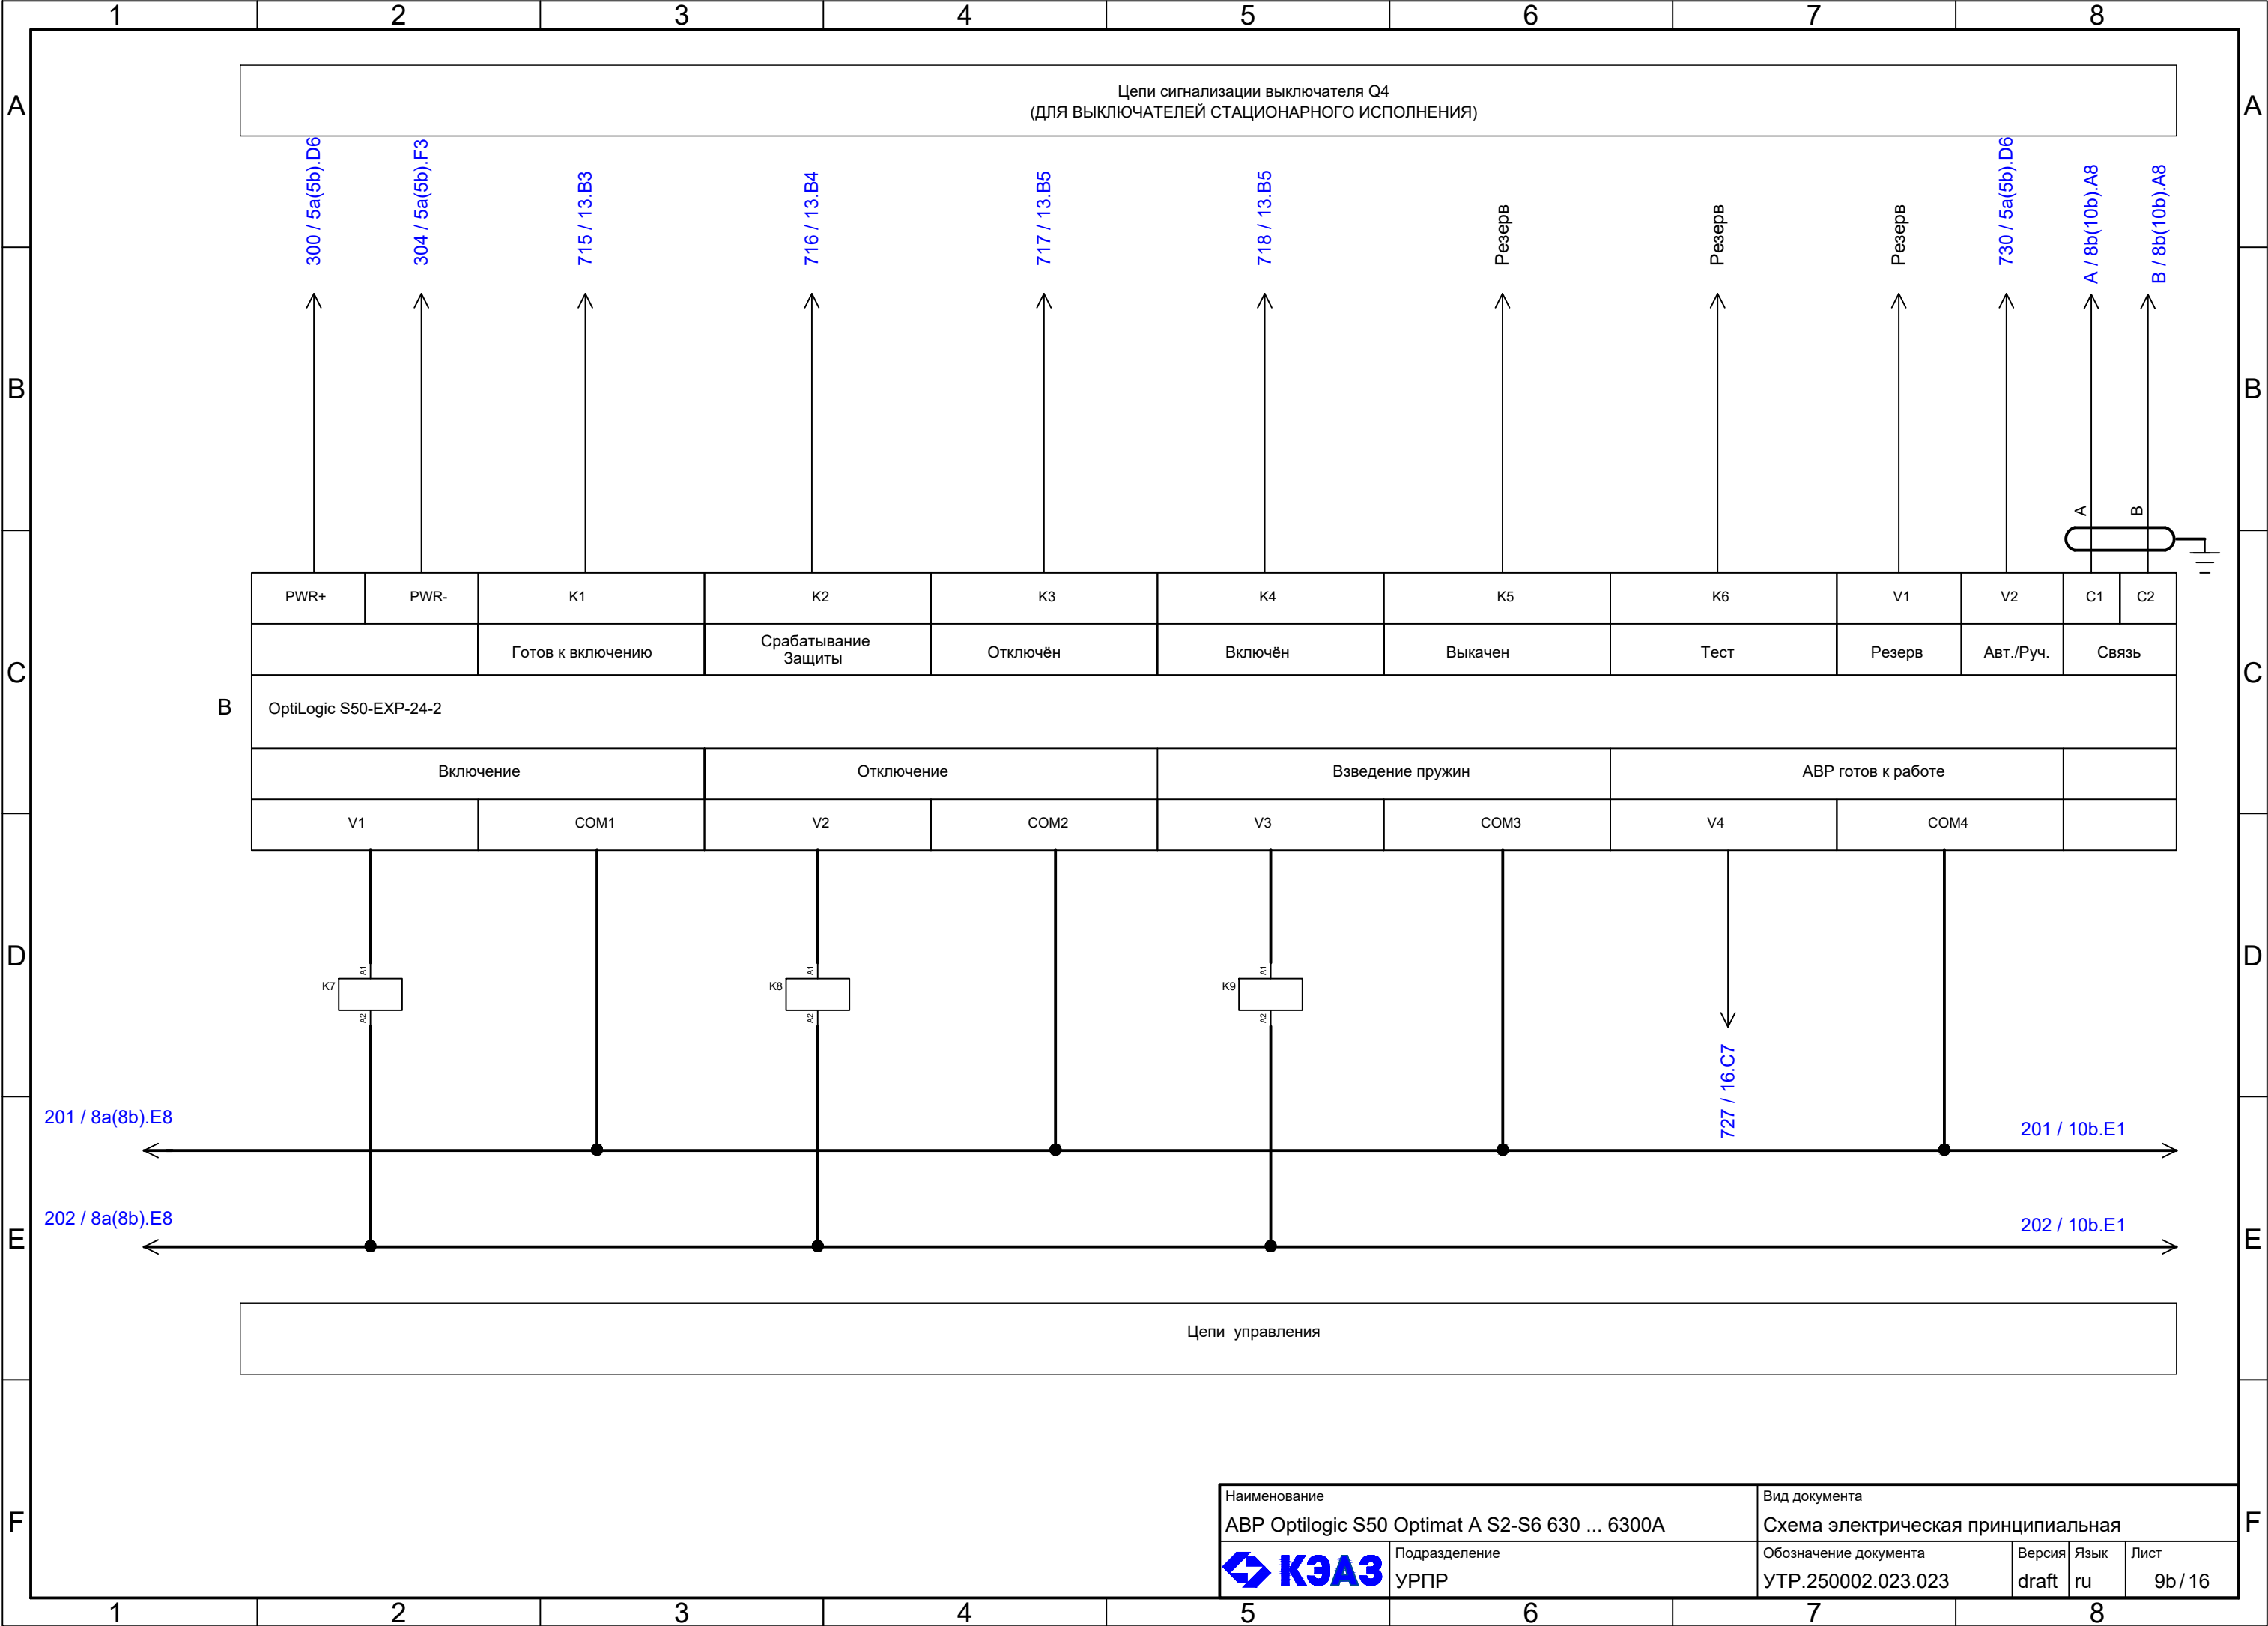 1 2 3 4 5 6 7 8
A A
Цепи сигнализации выключателя Q4
(ДЛЯ ВЫКЛЮЧАТЕЛЕЙ СТАЦИОНАРНОГО ИСПОЛНЕНИЯ)
300 / 5a(5b).D6
304 / 5a(5b).F3
715 / 13.B3
716 / 13.B4
717 / 13.B5
718 / 13.B5
Резерв
Резерв
Резерв
730 / 5a(5b).D6
A / 8b(10b).A8
B / 8b(10b).A8
B B
A B
PWR+ PWR- K1 K2 K3 K4 K5 K6 V1 V2 C1 C2
Готов к включению
Срабатывание
Защиты
Отключён
Включён
Выкачен
Тест
Резерв
Авт./Руч.
Связь
C C
B OptiLogic S50-EXP-24-2
Включение Отключение Взведение пружин АВР готов к работе
V1 COM1 V2 COM2 V3 COM3 V4 COM4
D D
K7 A1 A2
K8 A1 A2
K9 A1 A2
727 / 16.C7
201 / 8a(8b).E8
201 / 10b.E1
202 / 8a(8b).E8
202 / 10b.E1
E E
Цепи управления
F F
Наименование
АВР Optilogic S50 Optimat A S2-S6 630 ... 6300A
Вид документа
Схема электрическая принципиальная
КЭАЗ
Подразделение
УРПР
Обозначение документа
УТР.250002.023.023
Версия
draft
Язык
ru
Лист
9b / 16
1 2 3 4 5 6 7 8